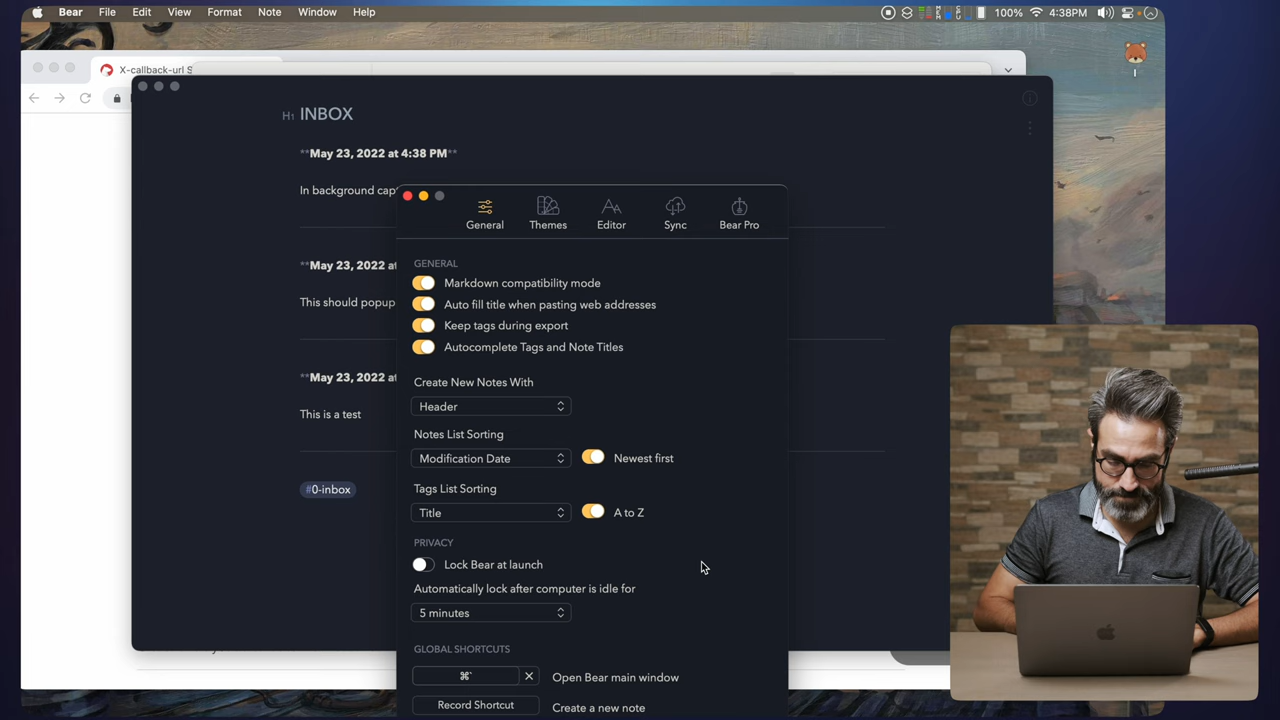 Bear File Edit View Format Note Window Help
100% 4:38PM
X-callback-url S
H1 INBOX
**May 23, 2022 at 4:38 PM**
In background cap
**May 23, 2022 at
This should popup
**May 23, 2022 at
This is a test
#0-inbox
General Themes Editor Sync Bear Pro
GENERAL
Markdown compatibility mode
Auto fill title when pasting web addresses
Keep tags during export
Autocomplete Tags and Note Titles
Create New Notes With
Header
Notes List Sorting
Modification Date Newest first
Tags List Sorting
Title A to Z
PRIVACY
Lock Bear at launch
Automatically lock after computer is idle for
5 minutes
GLOBAL SHORTCUTS
⌘` Open Bear main window
Record Shortcut Create a new note